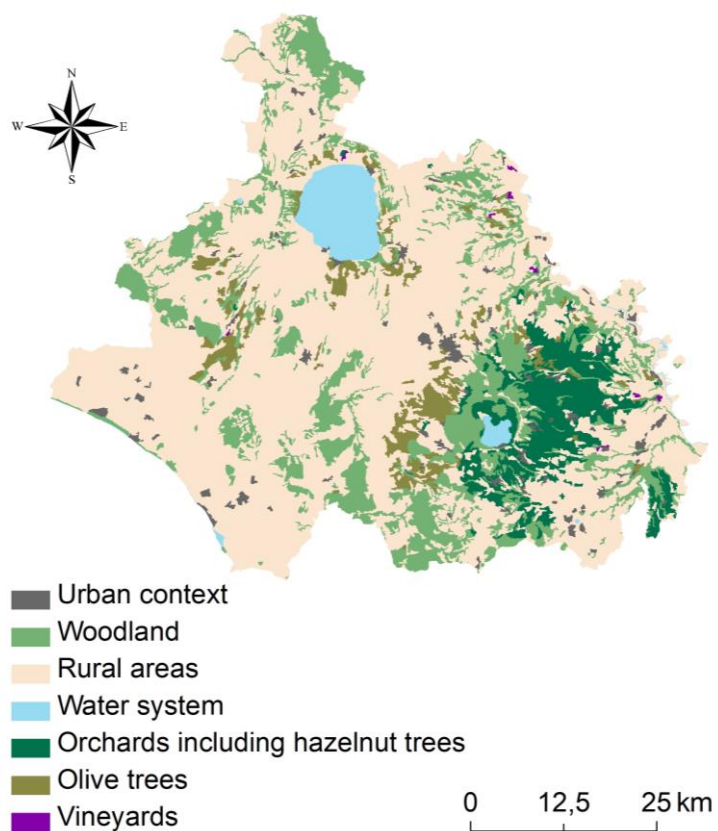 N
W E
S
Urban context
Woodland
Rural areas
Water system
Orchards including hazelnut trees
Olive trees
Vineyards
0 12,5 25 km